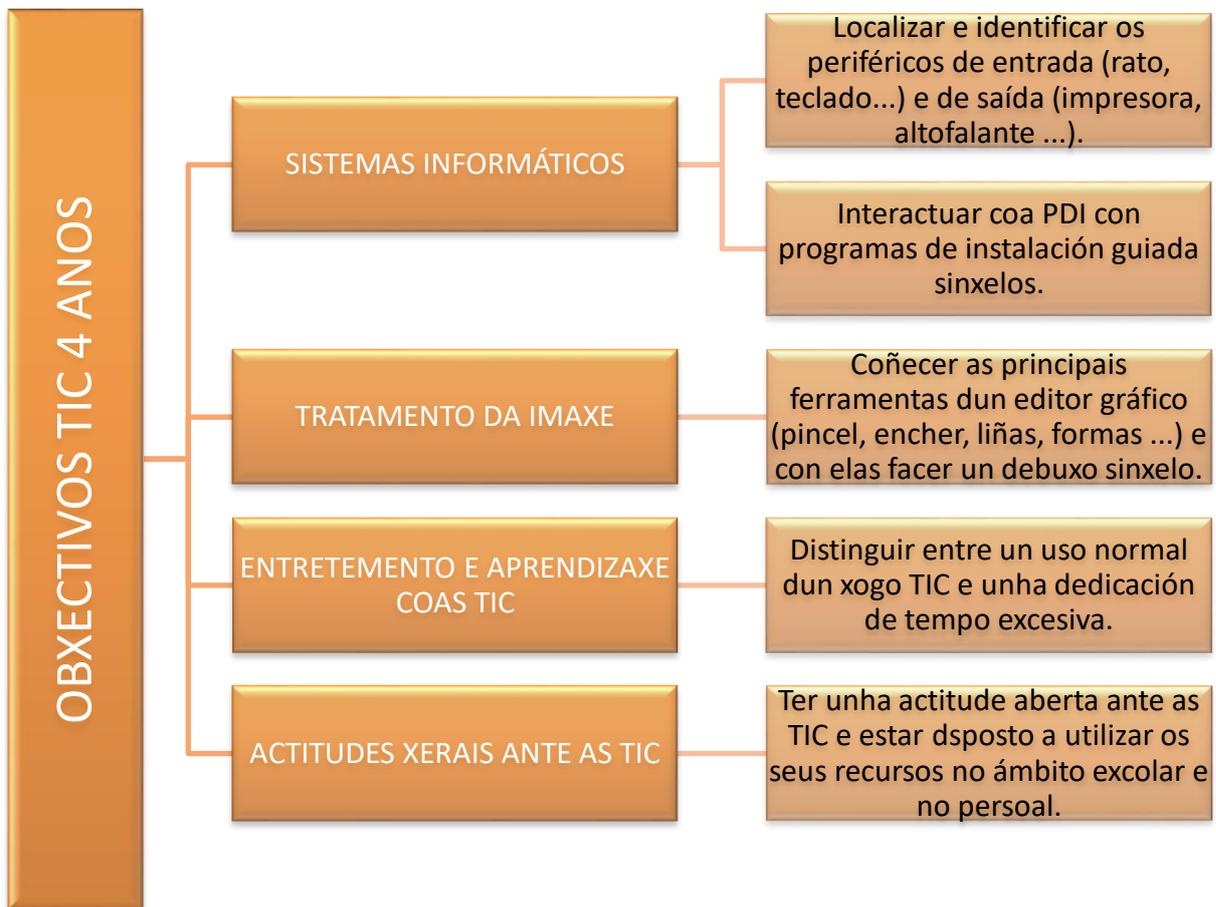 OBXECTIVOS TIC 4 ANOS
SISTEMAS INFORMÁTICOS
Localizar e identificar os
periféricos de entrada (rato,
teclado...) e de saída (impresora,
altofalante ...).
Interactuar coa PDI con
programas de instalación guiada
sinxelos.
TRATAMENTO DA IMAXE
Coñecer as principais
ferramentas dun editor gráfico
(pincel, encher, liñas, formas ...) e
con elas facer un debuxo sinxelo.
ENTRETEMENTO E APRENDIZAXE
COAS TIC
Distinguir entre un uso normal
dun xogo TIC e unha dedicación
de tempo excesiva.
ACTITUDES XERAIS ANTE AS TIC
Ter unha actitude aberta ante as
TIC e estar dsposto a utilizar os
seus recursos no ámbito excolar e
no persoal.